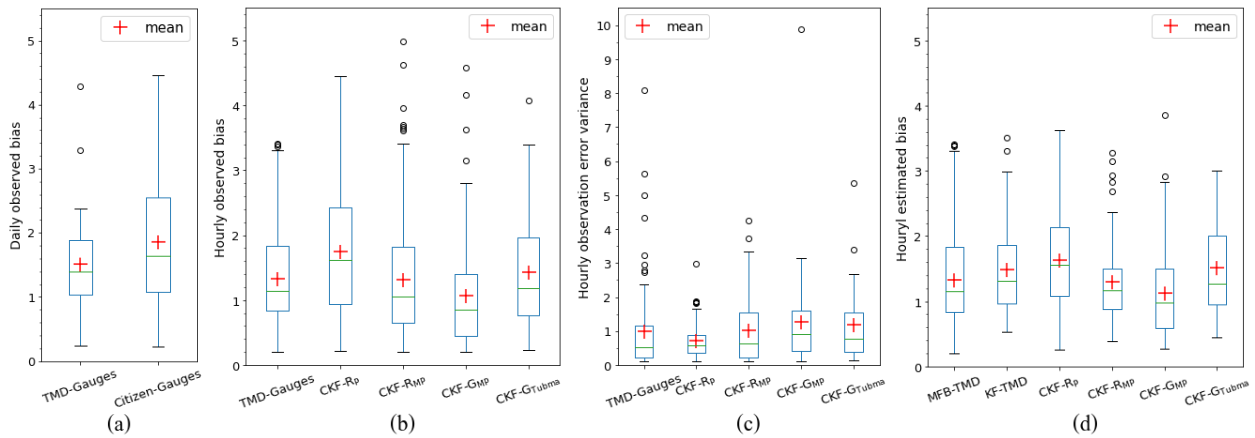 mean
Daily observed bias
5
4
3
2
1
0
TMD-Gauges
Citizen-Gauges
(a)
mean
Hourly observed bias
5
4
3
2
1
0
TMD-Gauges
CKF-RP
CKF-RMP
CKF-GMP
CKF-GTubma
(b)
mean
Hourly observation error variance
10
9
8
7
6
5
4
3
2
1
0
TMD-Gauges
CKF-RP
CKF-RMP
CKF-GMP
CKF-GTubma
(c)
mean
Houryl estimated bias
5
4
3
2
1
0
MFB-TMD
KF-TMD
CKF-RP
CKF-RMP
CKF-GMP
CKF-GTubma
(d)